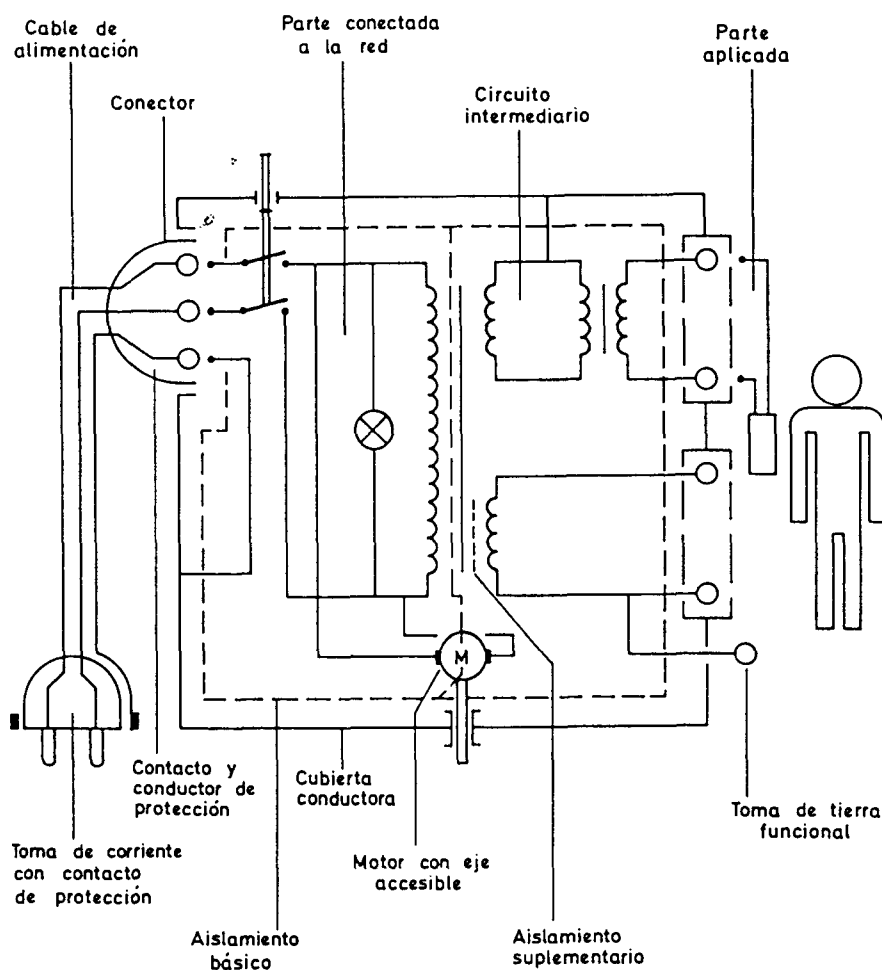 Cable de
alimentación
Conector
Parte conectada
a la red
Circuito
intermediario
Parte
aplicada
M
Contacto y
conductor de
protección
Cubierta
conductora
Toma de tierra
funcional
Toma de corriente
con contacto
de protección
Motor con eje
accesible
Aislamiento
básico
Aislamiento
suplementario